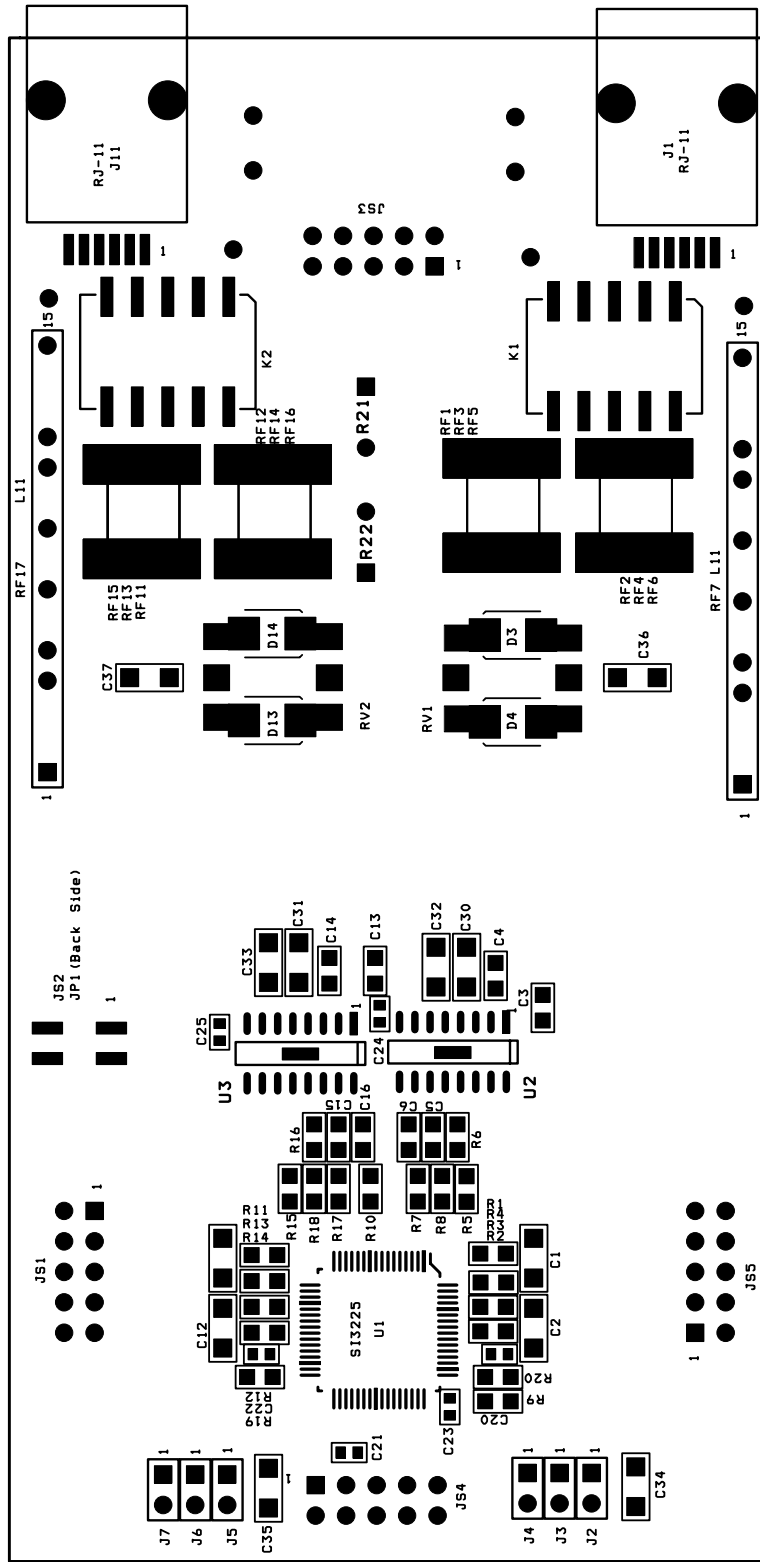 RJ-11
J11
J1
RJ-11
JS3
1
1
1
15
K2
K1
15
R21
RF12
RF14
RF16
RF1
RF3
RF5
L11
RF17
R22
RF15
RF13
RF11
RF2
RF4
RF6
RF7 L11
D14
D3
C37
C36
D13
D4
RV2
RV1
1
1
JS2
JP1(Back Side)
1
C33
C31
C14
C13
C32
C30
C4
C3
C25
1
C24
1
U3
U2
R16
C15
C16
C6
C5
R6
R15
R18
R17
R10
R7
R8
R5
1
JS1
R11
R13
R14
R1
R4
R3
R2
C1
C12
SI3225
U1
C2
JS5
1
R12
C22
R19
R20
R9
C20
C23
C21
1
1
1
1
JS4
1
1
1
C34
J7
J6
J5
C35
J4
J3
J2